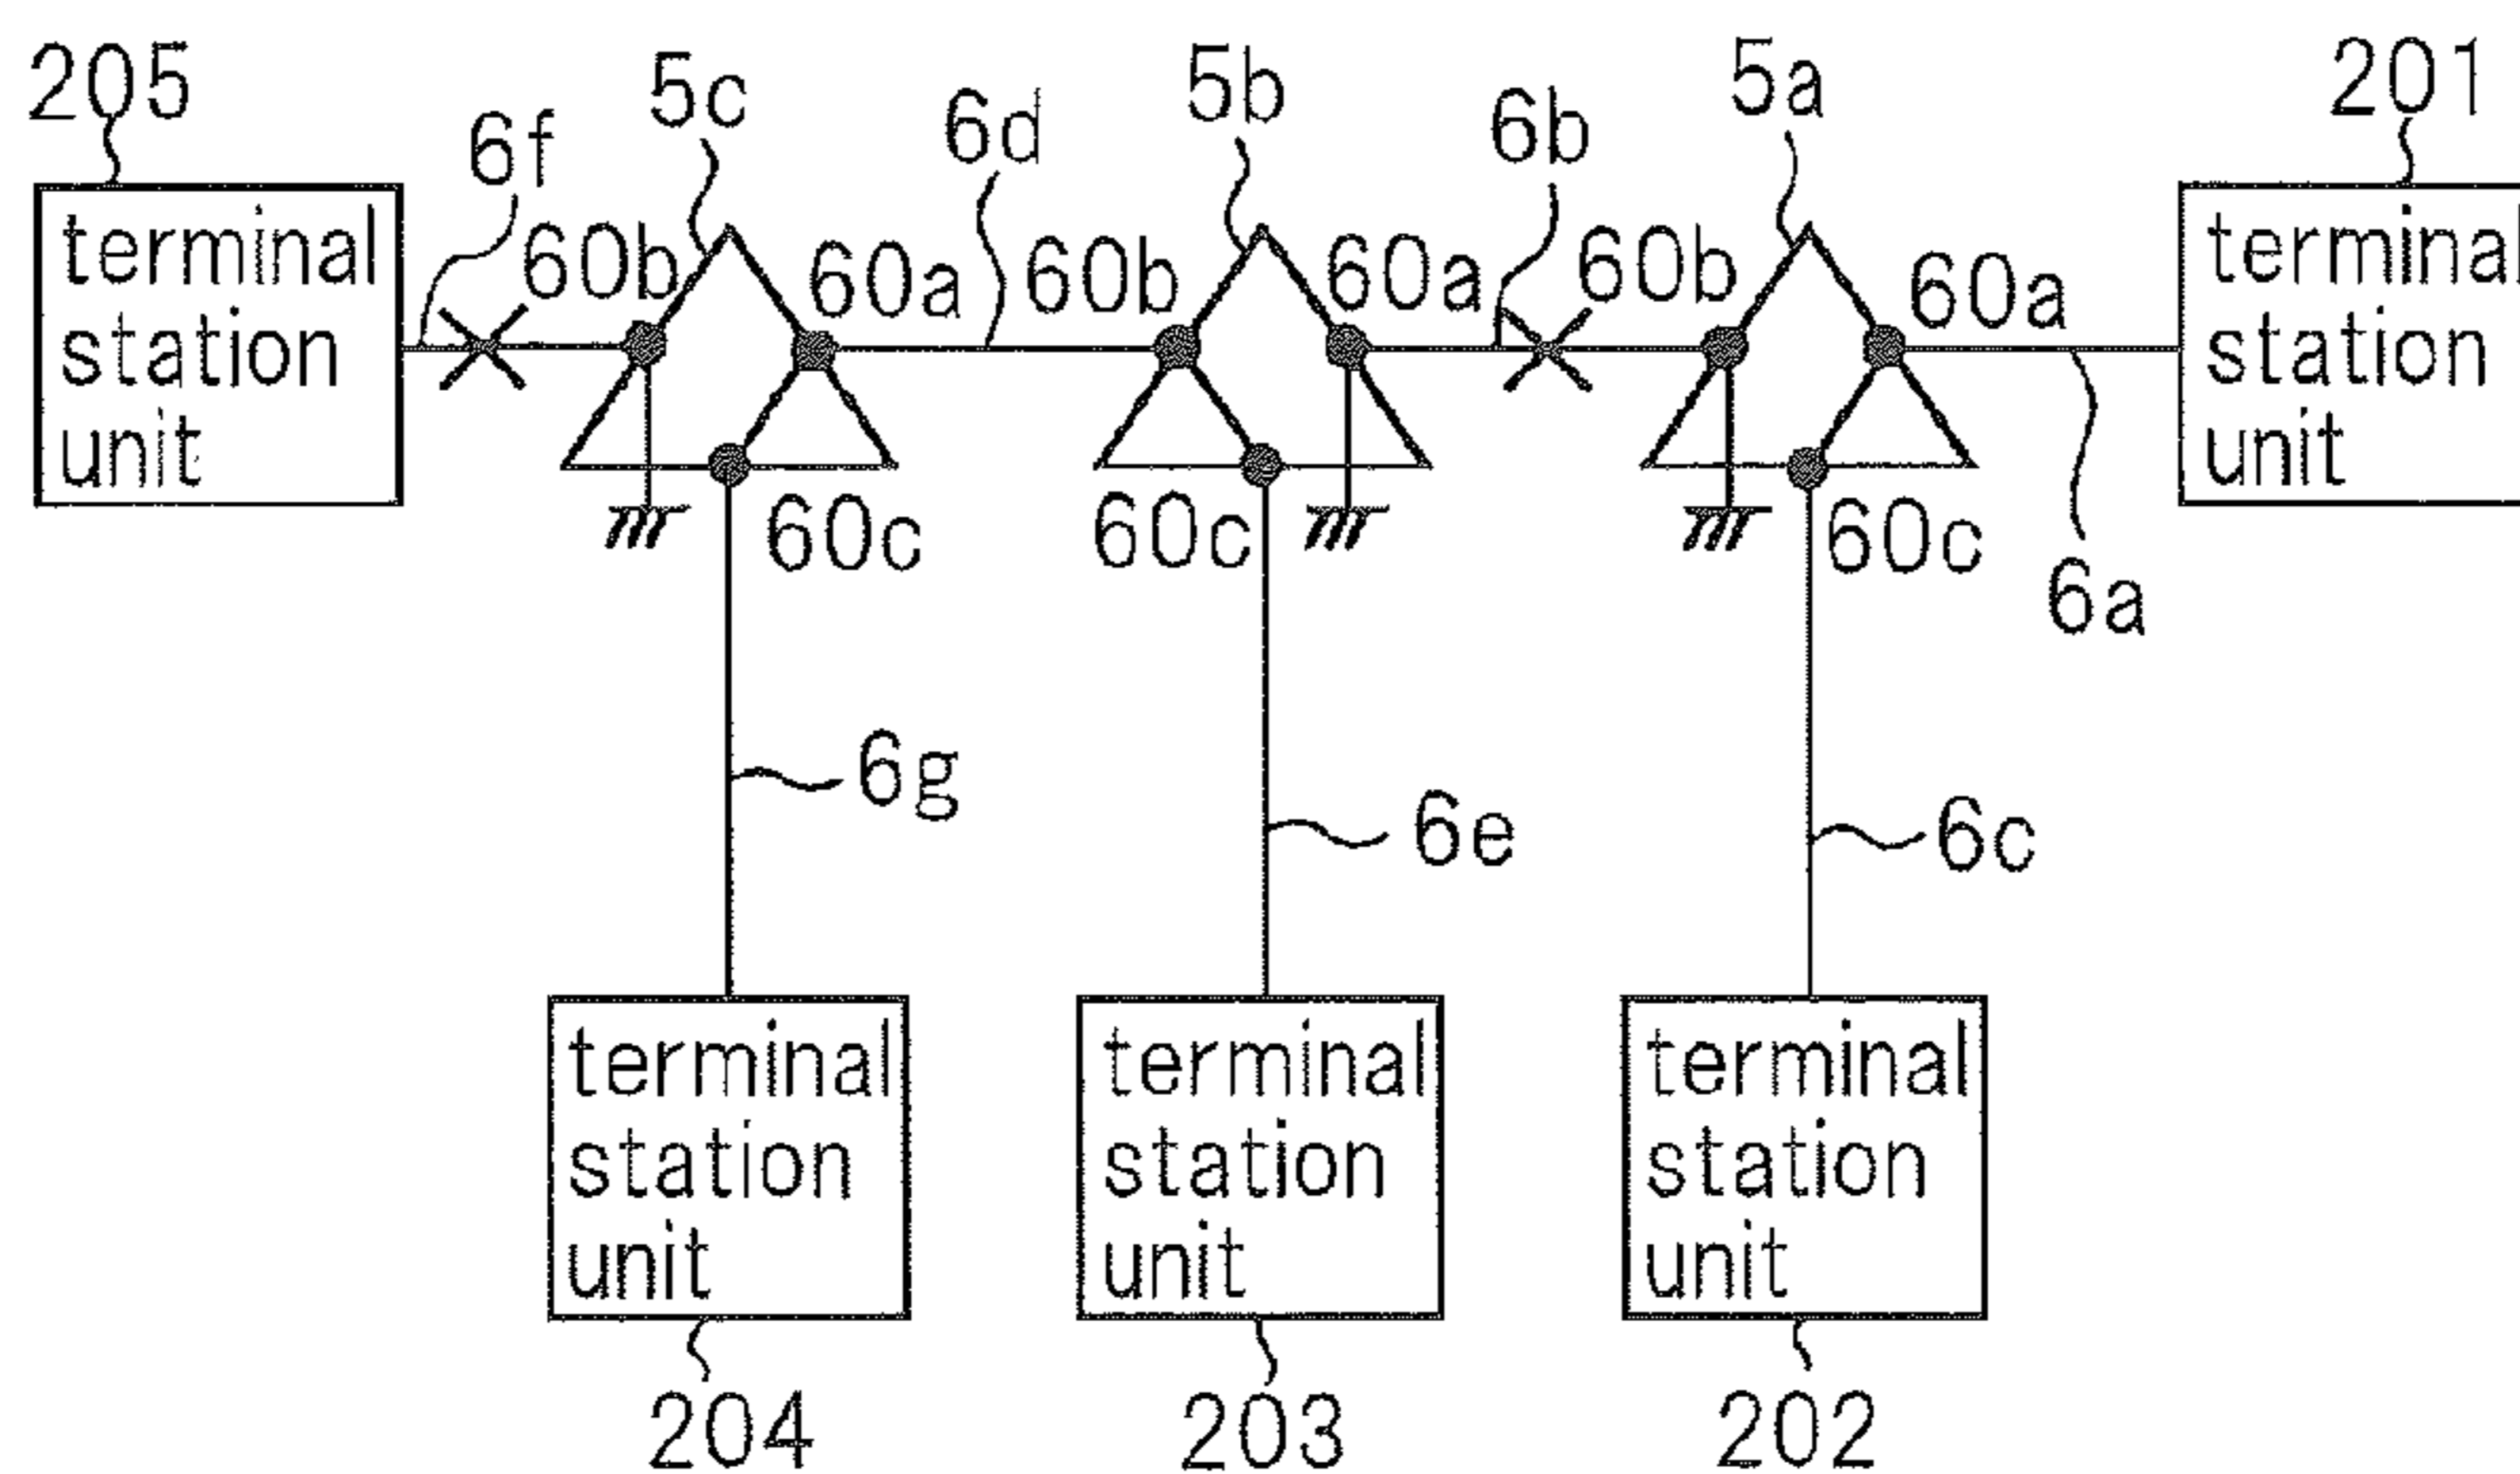 205
5c
5b
5a
201
6f
6d
6b
terminal
station
unit
60b
60a
60b
60a
60b
60a
terminal
station
unit
60c
60c
60c
6a
6g
6e
6c
terminal
station
unit
terminal
station
unit
terminal
station
unit
204
203
202